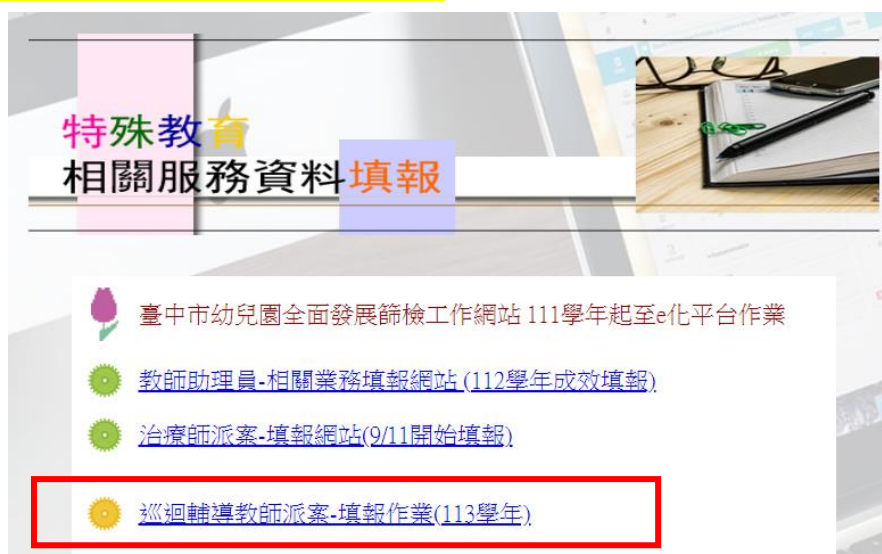 特殊教育
相關服務資料填報
臺中市幼兒園全面發展篩檢工作網站 111學年起至e化平台作業
教師助理員-相關業務填報網站 (112學年成效填報)
治療師派案-填報網站(9/11開始填報)
巡迴輔導教師派案-填報作業(113學年)